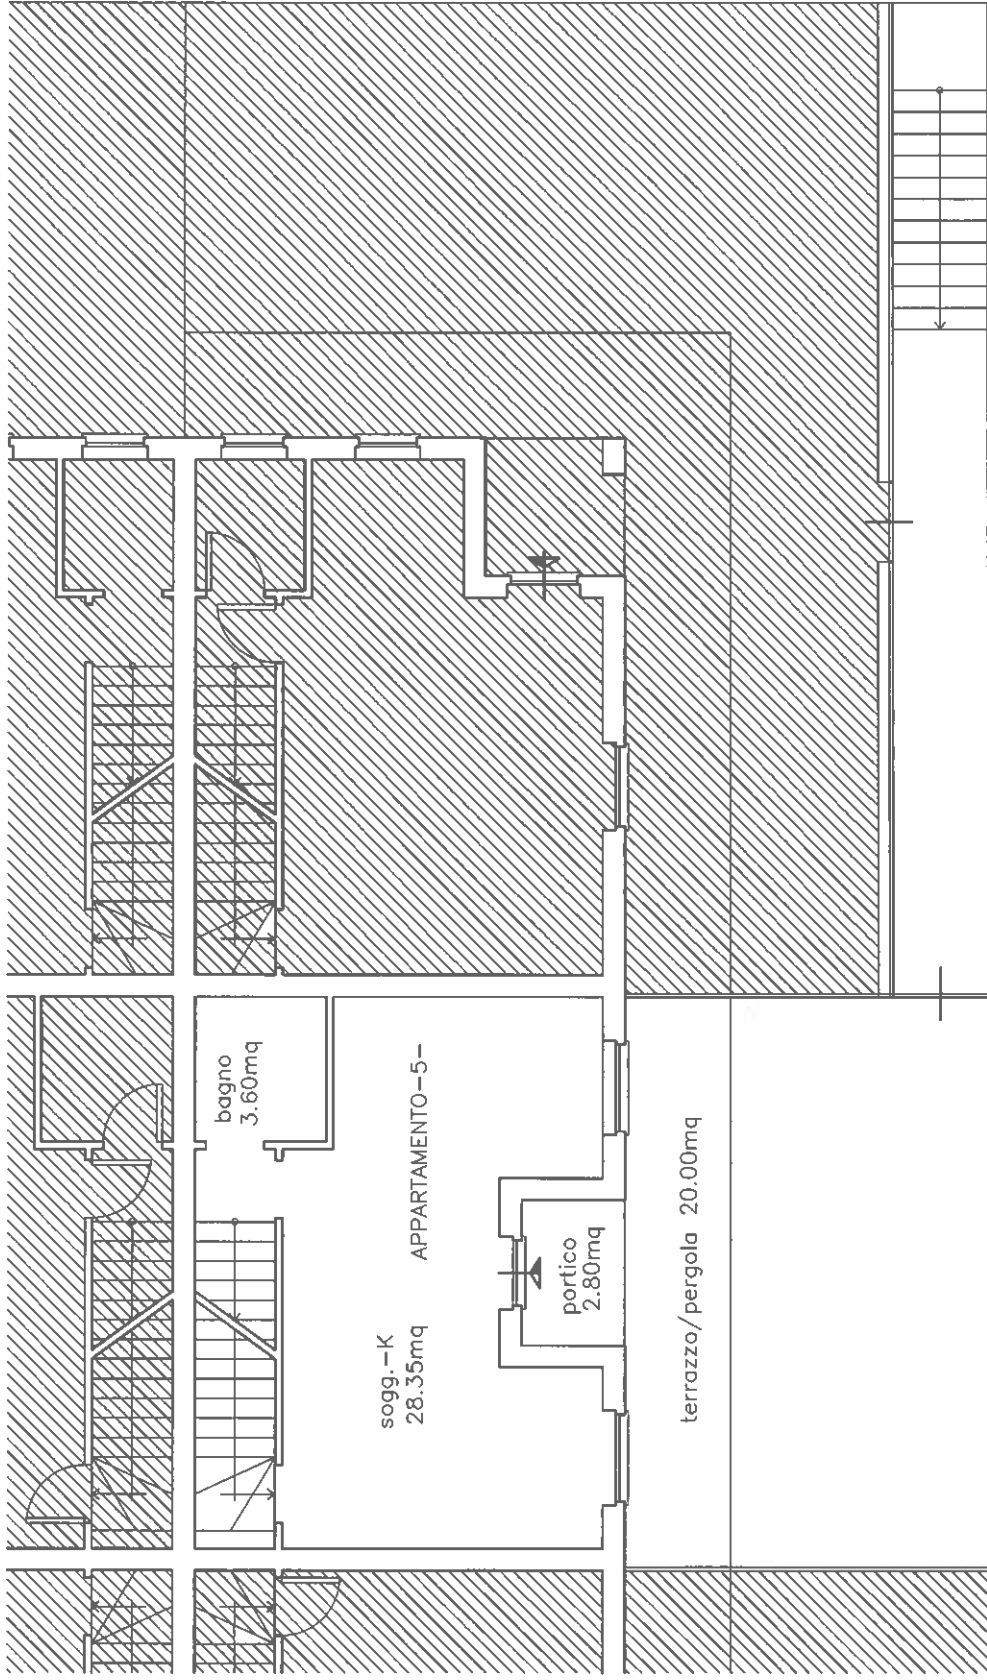 bagno
3.60mq
APPARTAMENTO-5-
sogg.-K
28.35mq
portico
2.80mq
terrazzo/pergola 20.00mq